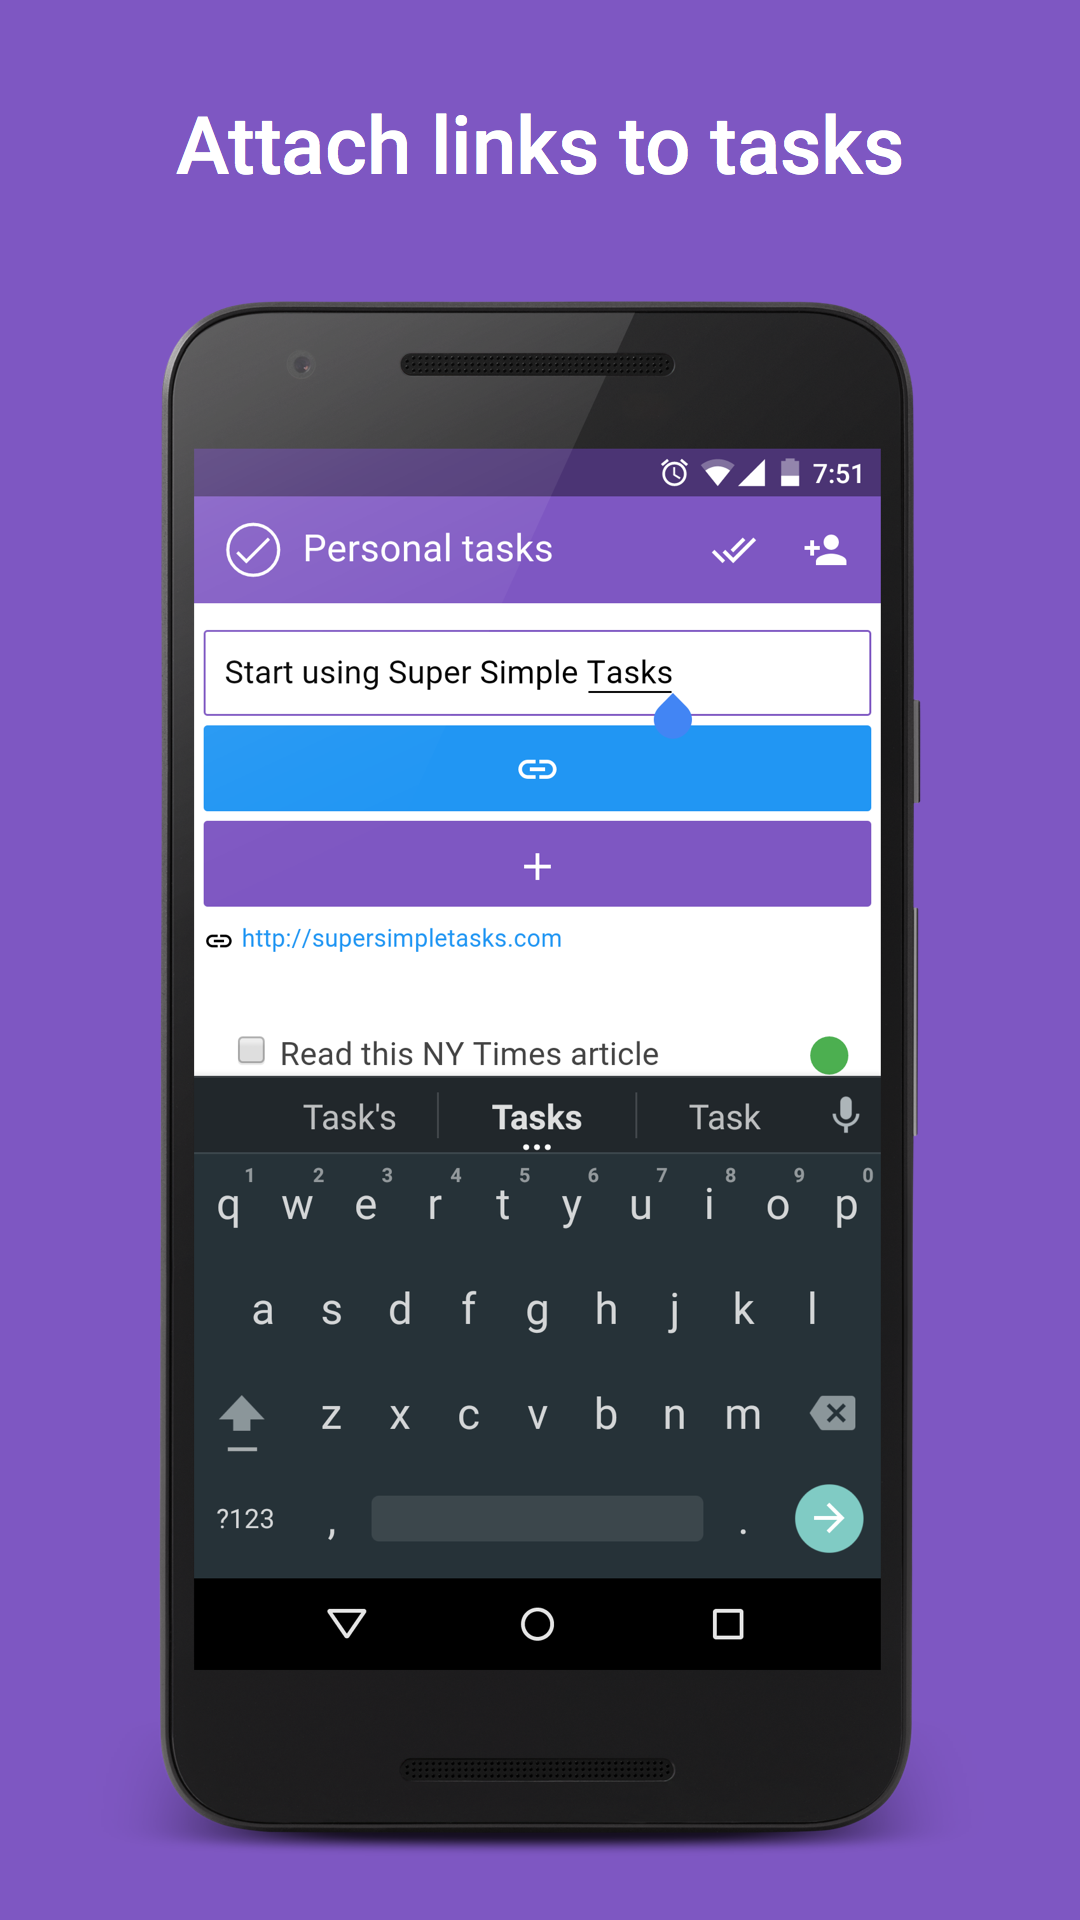 Attach links to tasks
7:51
Personal tasks
Start using Super Simple Tasks
http://supersimpletasks.com
Read this NY Times article
Task's Tasks Task
1 2 3 4 5 6 7 8 9 0
q w e r t y u i o p
a s d f g h j k l
z x c v b n m
?123 , .